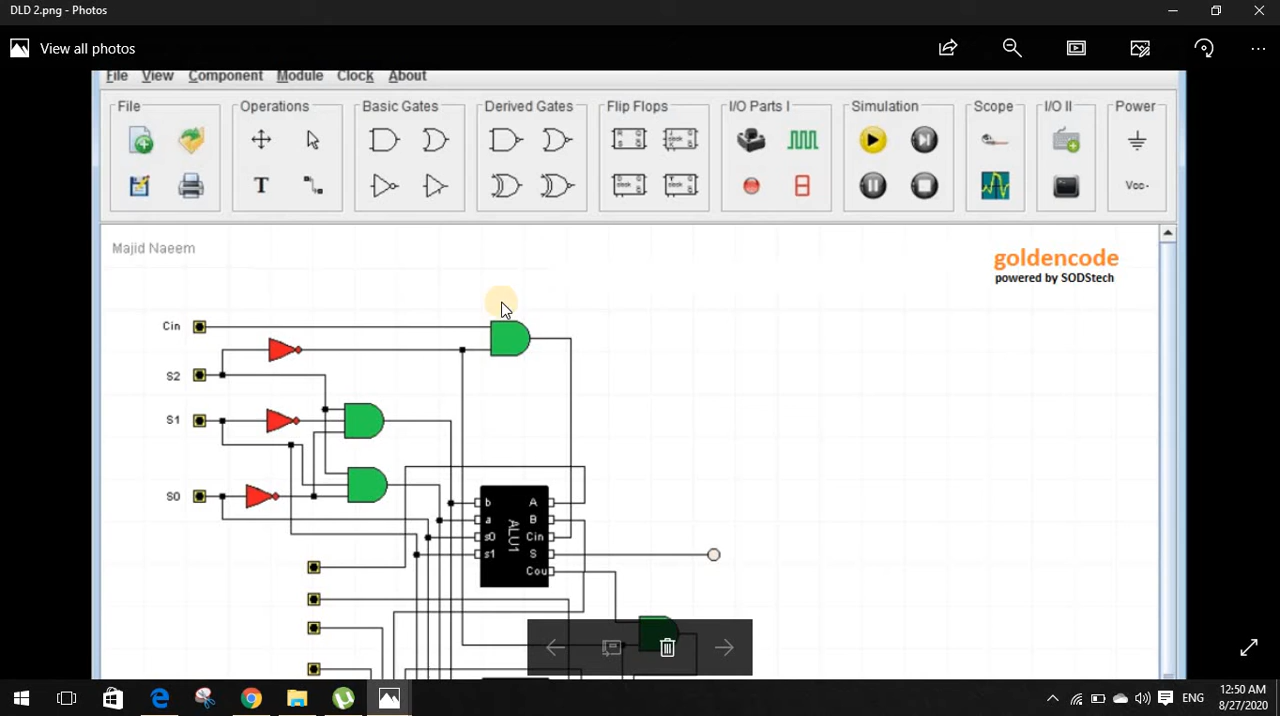 DLD 2.png - Photos
View all photos
File View Component Module Clock About
File Operations Basic Gates Derived Gates Flip Flops I/O Parts I Simulation Scope I/O II Power
T
Vcc-
Majid Naeem
goldencode
powered by SODStech
Cin
S2
S1
S0
b A
a B
s0 Cin
s1 S
Cou
ALU1
ENG
12:50 AM
8/27/2020